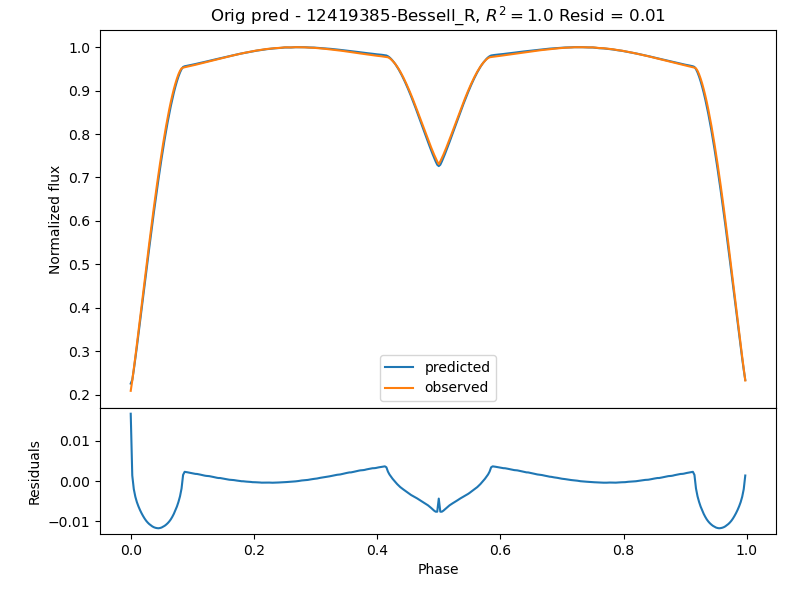 Orig pred - 12419385-Bessell_R, $R^2 = 1.0$ Resid = 0.01
1.0
0.9
0.8
0.7
0.6
0.5
0.4
0.3
0.2
Normalized flux
predicted
observed
0.01
0.00
−0.01
Residuals
0.0 0.2 0.4 0.6 0.8 1.0
Phase